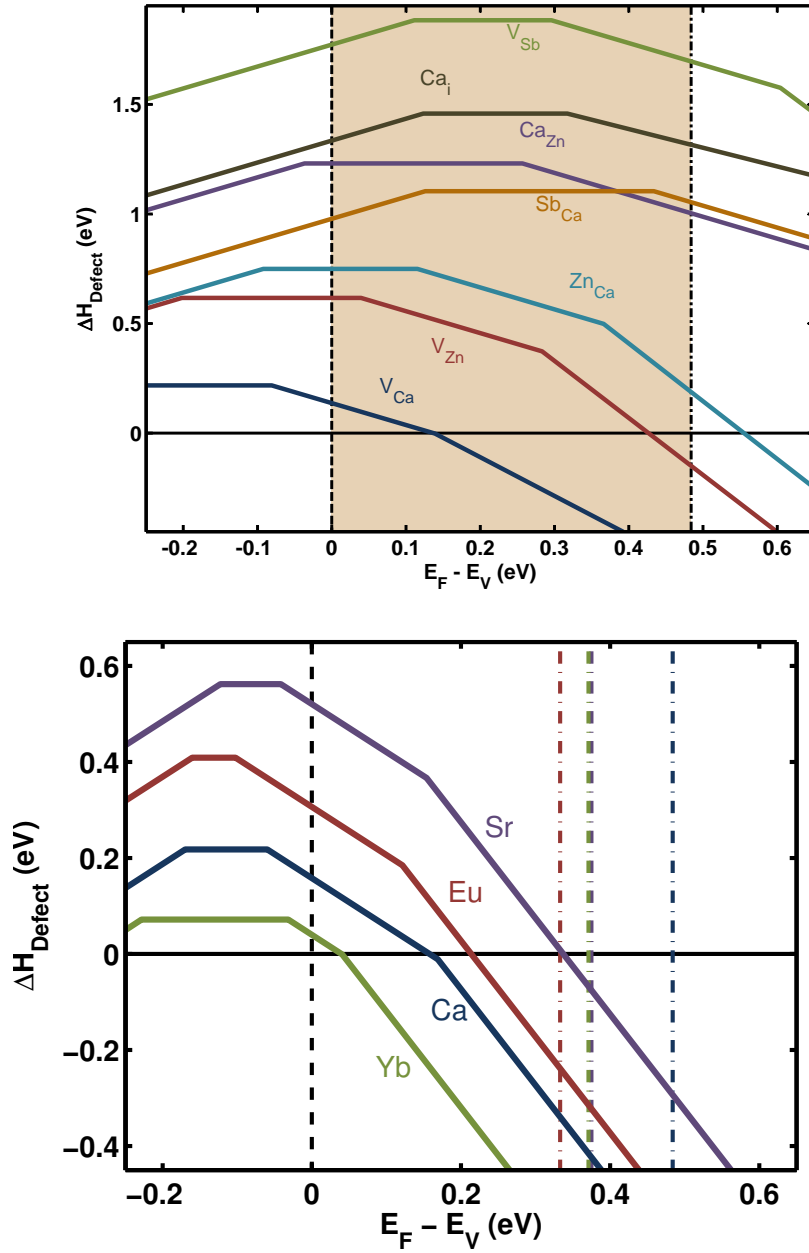 V_Sb
1.5
Ca_i
Ca_Zn
1
Sb_Ca
ΔH_Defect (eV)
Zn_Ca
0.5
V_Zn
V_Ca
0
-0.2 -0.1 0 0.1 0.2 0.3 0.4 0.5 0.6
E_F - E_V (eV)
0.6
0.4
Sr
0.2
Eu
ΔH_Defect (eV)
0
Ca
−0.2
Yb
−0.4
−0.2 0 0.2 0.4 0.6
E_F − E_V (eV)